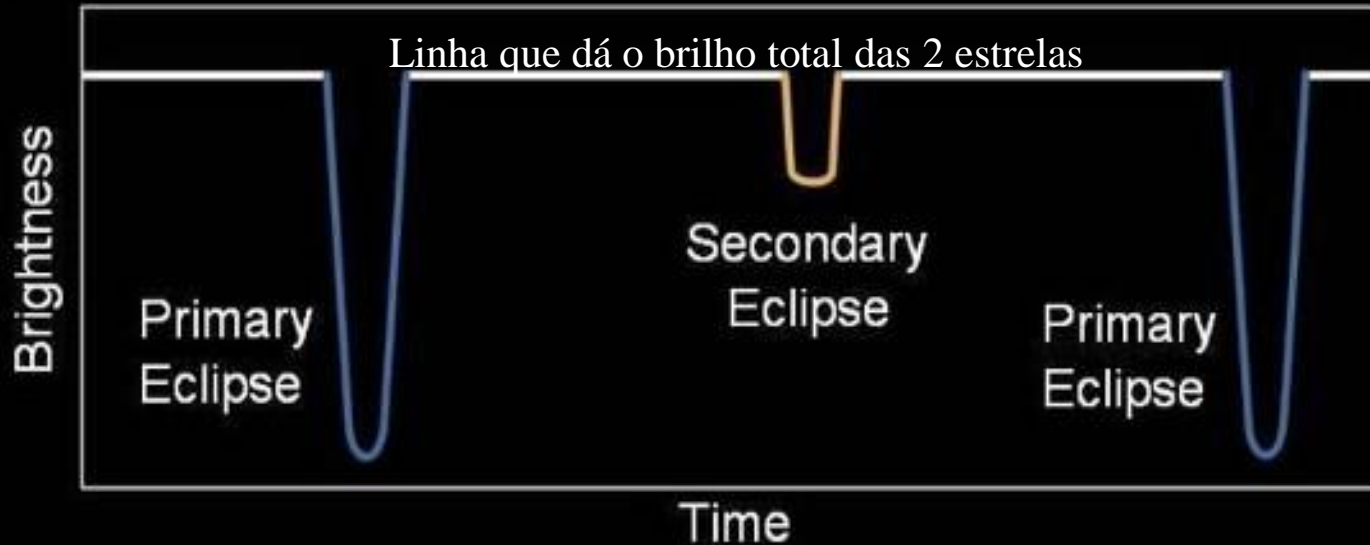 Linha que dá o brilho total das 2 estrelas
Brightness
Primary
Eclipse
Secondary
Eclipse
Primary
Eclipse
Time